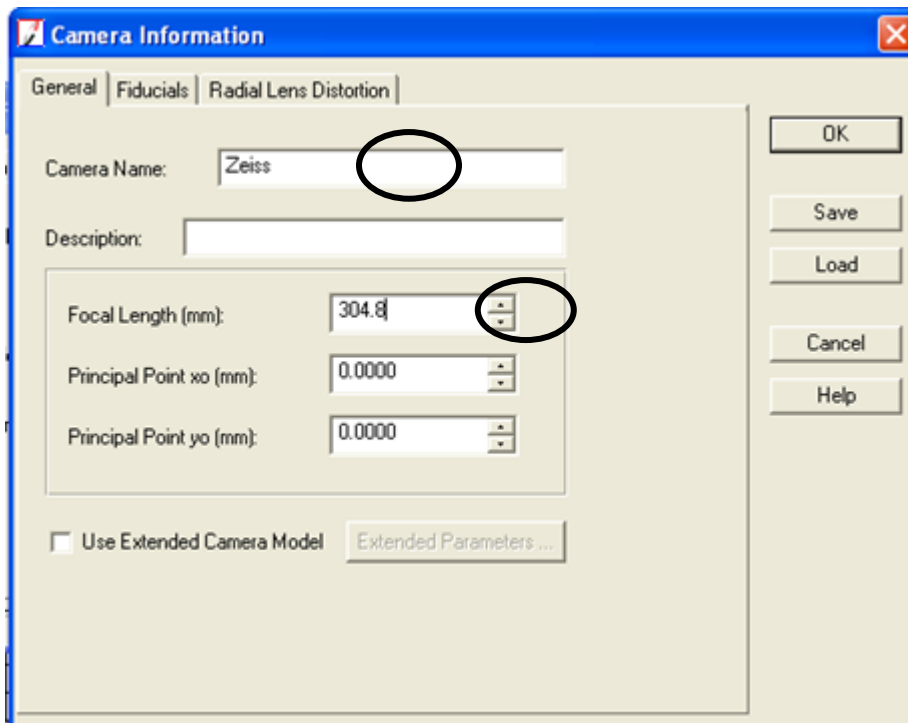 Camera Information
General Fiducials Radial Lens Distortion
Camera Name: Zeiss
Description:
Focal Length (mm): 304.8
Principal Point xo (mm): 0.0000
Principal Point yo (mm): 0.0000
Use Extended Camera Model Extended Parameters ...
OK
Save
Load
Cancel
Help